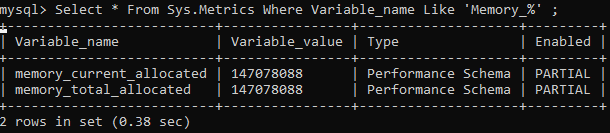 mysql> Select * From Sys.Metrics Where Variable_name Like 'Memory_%' ;
+--------------------------+----------------+--------------------+---------+
| Variable_name | Variable_value | Type | Enabled |
+--------------------------+----------------+--------------------+---------+
| memory_current_allocated | 147078088 | Performance Schema | PARTIAL |
| memory_total_allocated | 147078088 | Performance Schema | PARTIAL |
+--------------------------+----------------+--------------------+---------+
2 rows in set (0.38 sec)